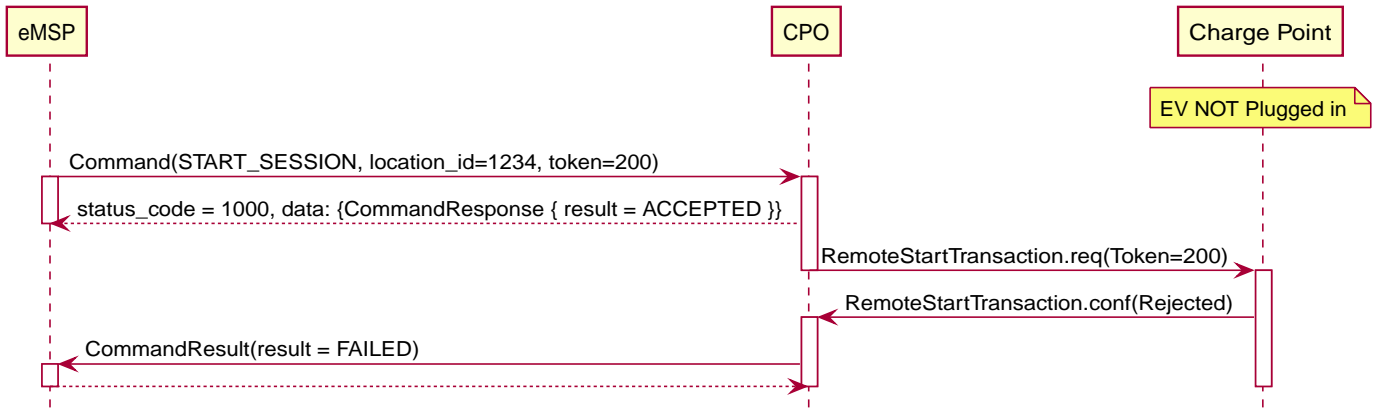 eMSP
CPO
Charge Point
EV NOT Plugged in
Command(START_SESSION, location_id=1234, token=200)
status_code = 1000, data: {CommandResponse { result = ACCEPTED }}
RemoteStartTransaction.req(Token=200)
RemoteStartTransaction.conf(Rejected)
CommandResult(result = FAILED)